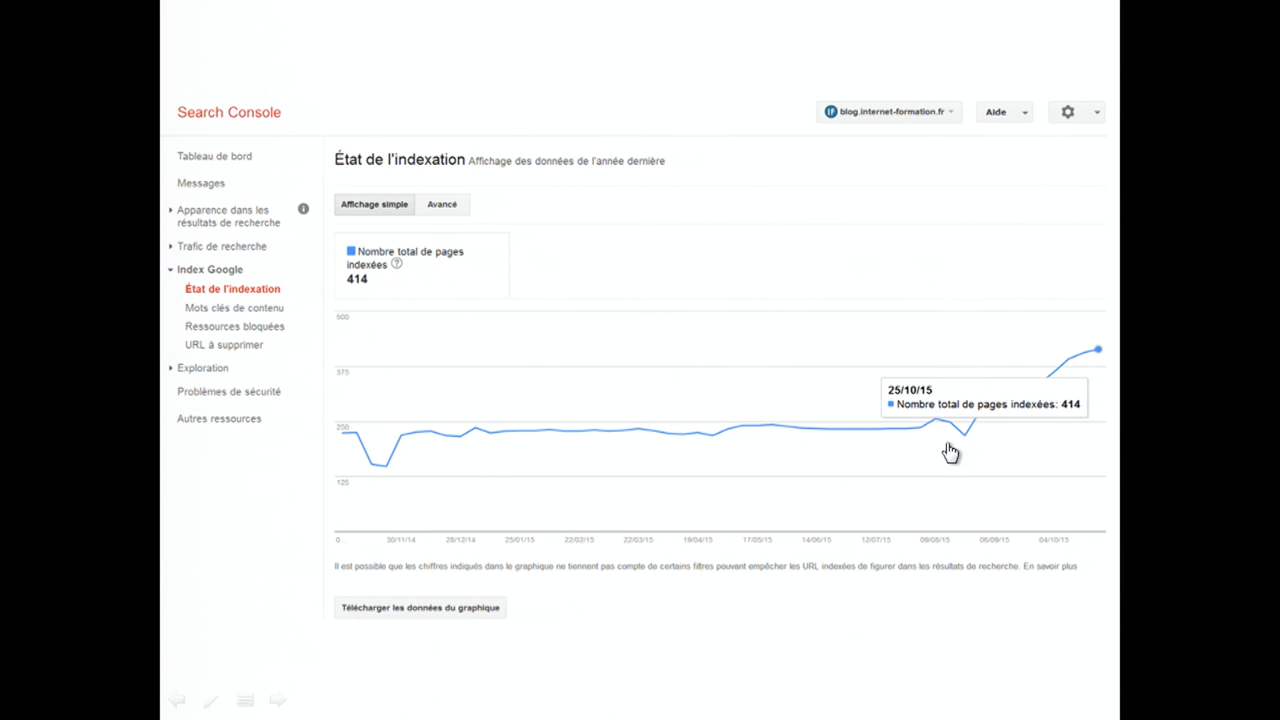 Search Console
blog.internet-formation.fr
Aide
Tableau de bord
Messages
Apparence dans les
résultats de recherche
Trafic de recherche
Index Google
État de l'indexation
Mots clés de contenu
Ressources bloquées
URL à supprimer
Exploration
Problèmes de sécurité
Autres ressources
État de l'indexation Affichage des données de l'année dernière
Affichage simple
Avancé
Nombre total de pages
indexées
414
500
375
250
125
25/10/15
Nombre total de pages indexées: 414
0... 30/11/14 28/12/14 25/01/15 22/02/15 22/03/15 19/04/15 17/05/15 14/06/15 12/07/15 09/08/15 06/09/15 04/10/15
Il est possible que les chiffres indiqués dans le graphique ne tiennent pas compte de certains filtres pouvant empêcher les URL indexées de figurer dans les résultats de recherche. En savoir plus
Télécharger les données du graphique